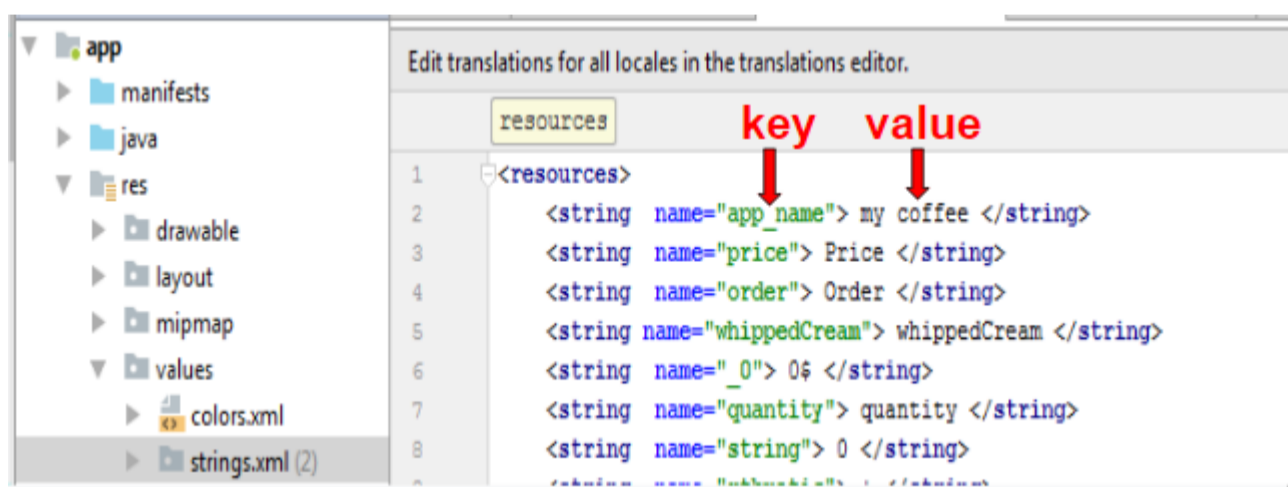 app
manifests
java
res
drawable
layout
mipmap
values
colors.xml
strings.xml (2)
Edit translations for all locales in the translations editor.
resources
key value
1 <resources>
2 <string name="app_name"> my coffee </string>
3 <string name="price"> Price </string>
4 <string name="order"> Order </string>
5 <string name="whippedCream"> whippedCream </string>
6 <string name="_0"> 0$ </string>
7 <string name="quantity"> quantity </string>
8 <string name="string"> 0 </string>